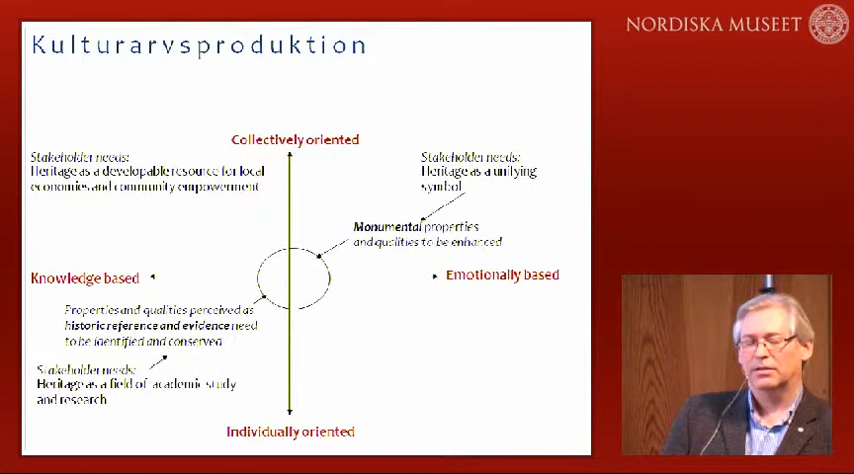 NORDISKA MUSEET
Kulturarvsproduktion
Collectively oriented
Stakeholder needs:
Heritage as a developable resource for local
economies and community empowerment
Stakeholder needs:
Heritage as a unifying
symbol
Monumental properties
and qualities to be enhanced
Knowledge based
Emotionally based
Properties and qualities perceived as
historic reference and evidence need
to be identified and conserved
Stakeholder needs:
Heritage as a field of academic study
and research
Individually oriented